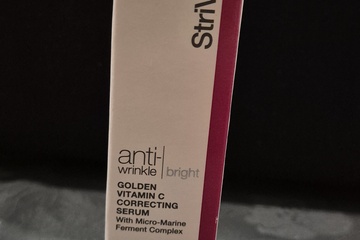 StriV
anti-
wrinkle | bright
GOLDEN
VITAMIN C
CORRECTING
SERUM
With Micro-Marine
Ferment Complex